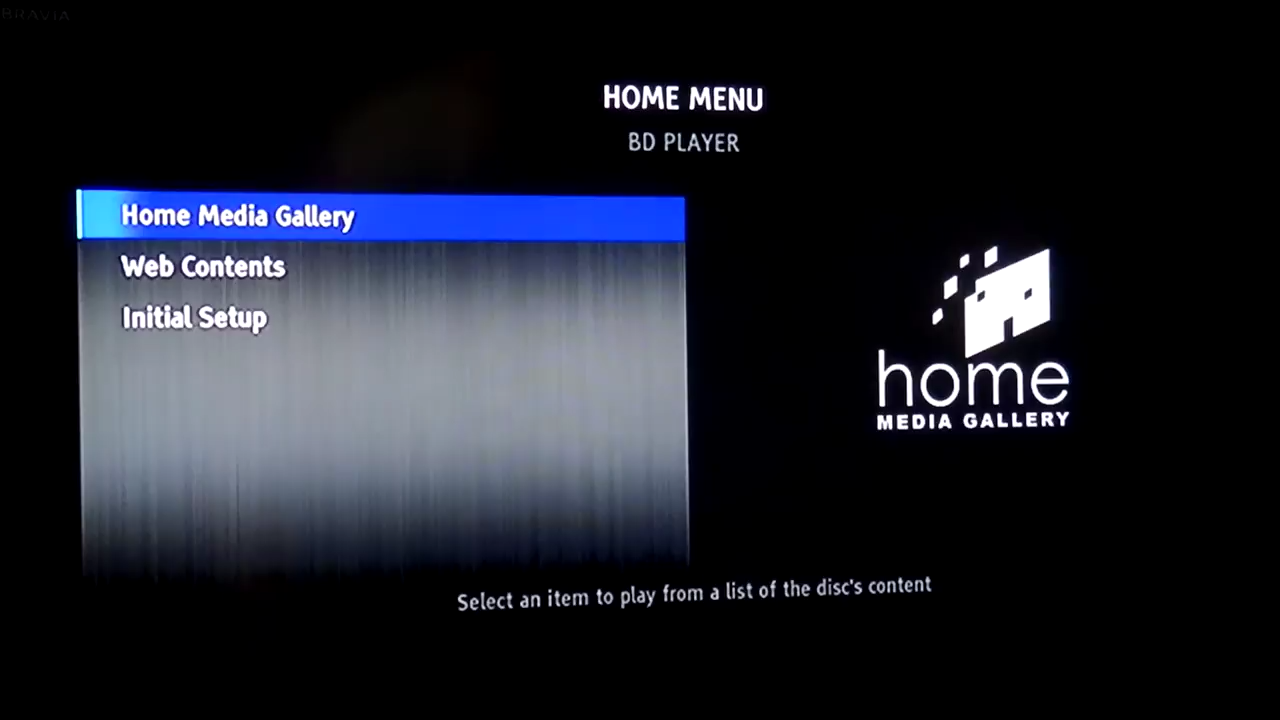 BRAVIA
HOME MENU
BD PLAYER
Home Media Gallery
Web Contents
Initial Setup
home
MEDIA GALLERY
Select an item to play from a list of the disc's content